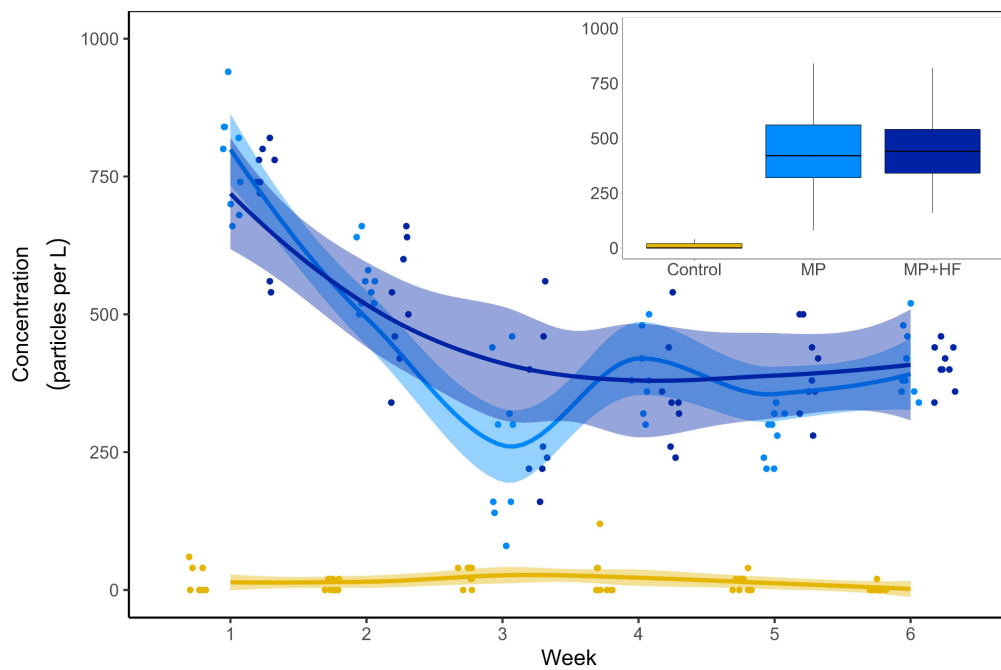 Concentration
(particles per L)
1000
750
500
250
0
1 2 3 4 5 6
Week
1000
750
500
250
0
Control MP MP+HF